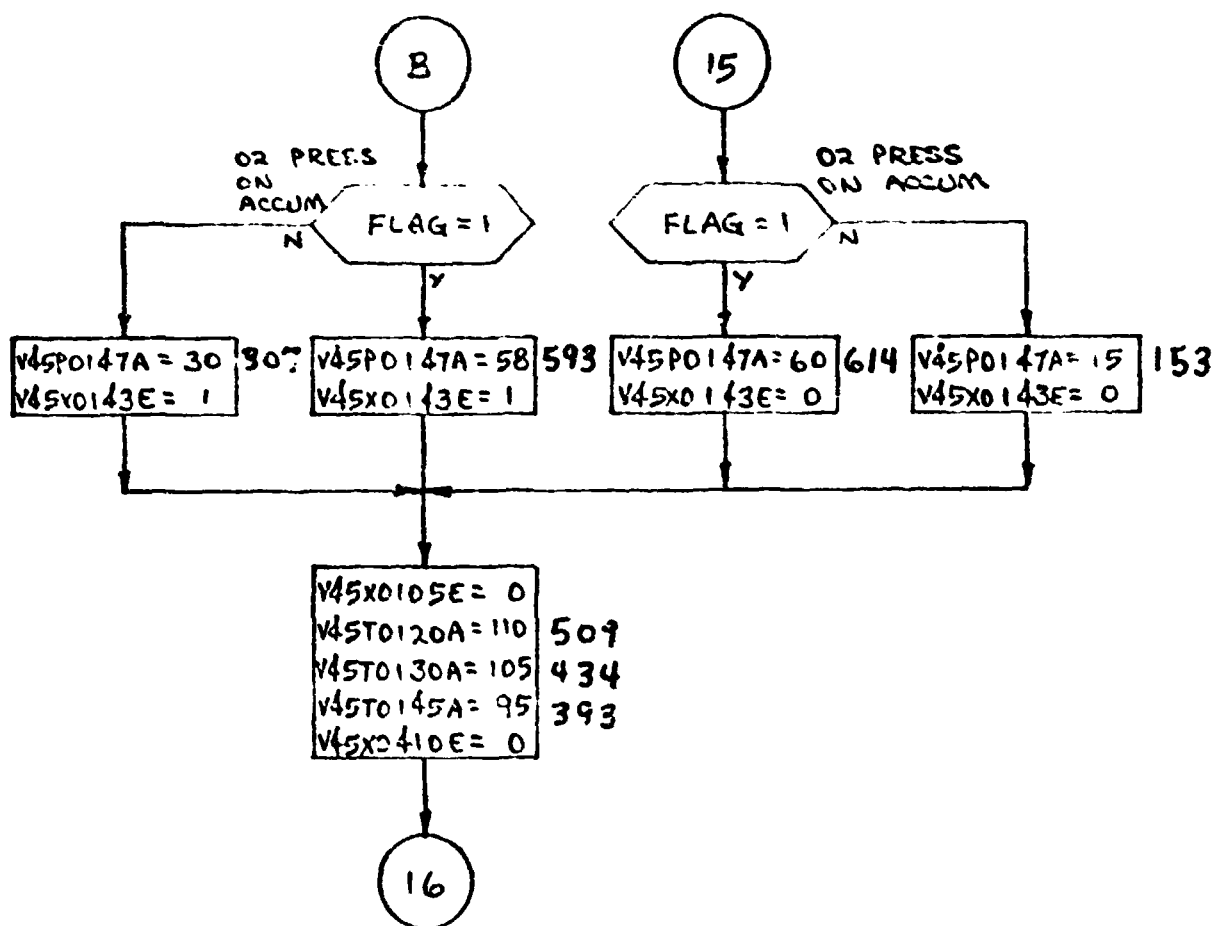 B
15
O2 PRESS
ON
ACCUM
O2 PRESS
ON ACCUM
FLAG = 1
FLAG = 1
N
Y
Y
N
V45P0147A = 30
V45X0143E = 1
V45P0147A = 58 593
V45X0143E = 1
V45P0147A = 60 614
V45X0143E = 0
V45P0147A = 15 153
V45X0143E = 0
V45X0105E = 0
V45T0120A = 110 509
V45T0130A = 105 434
V45T0145A = 95 393
V45X0410E = 0
16